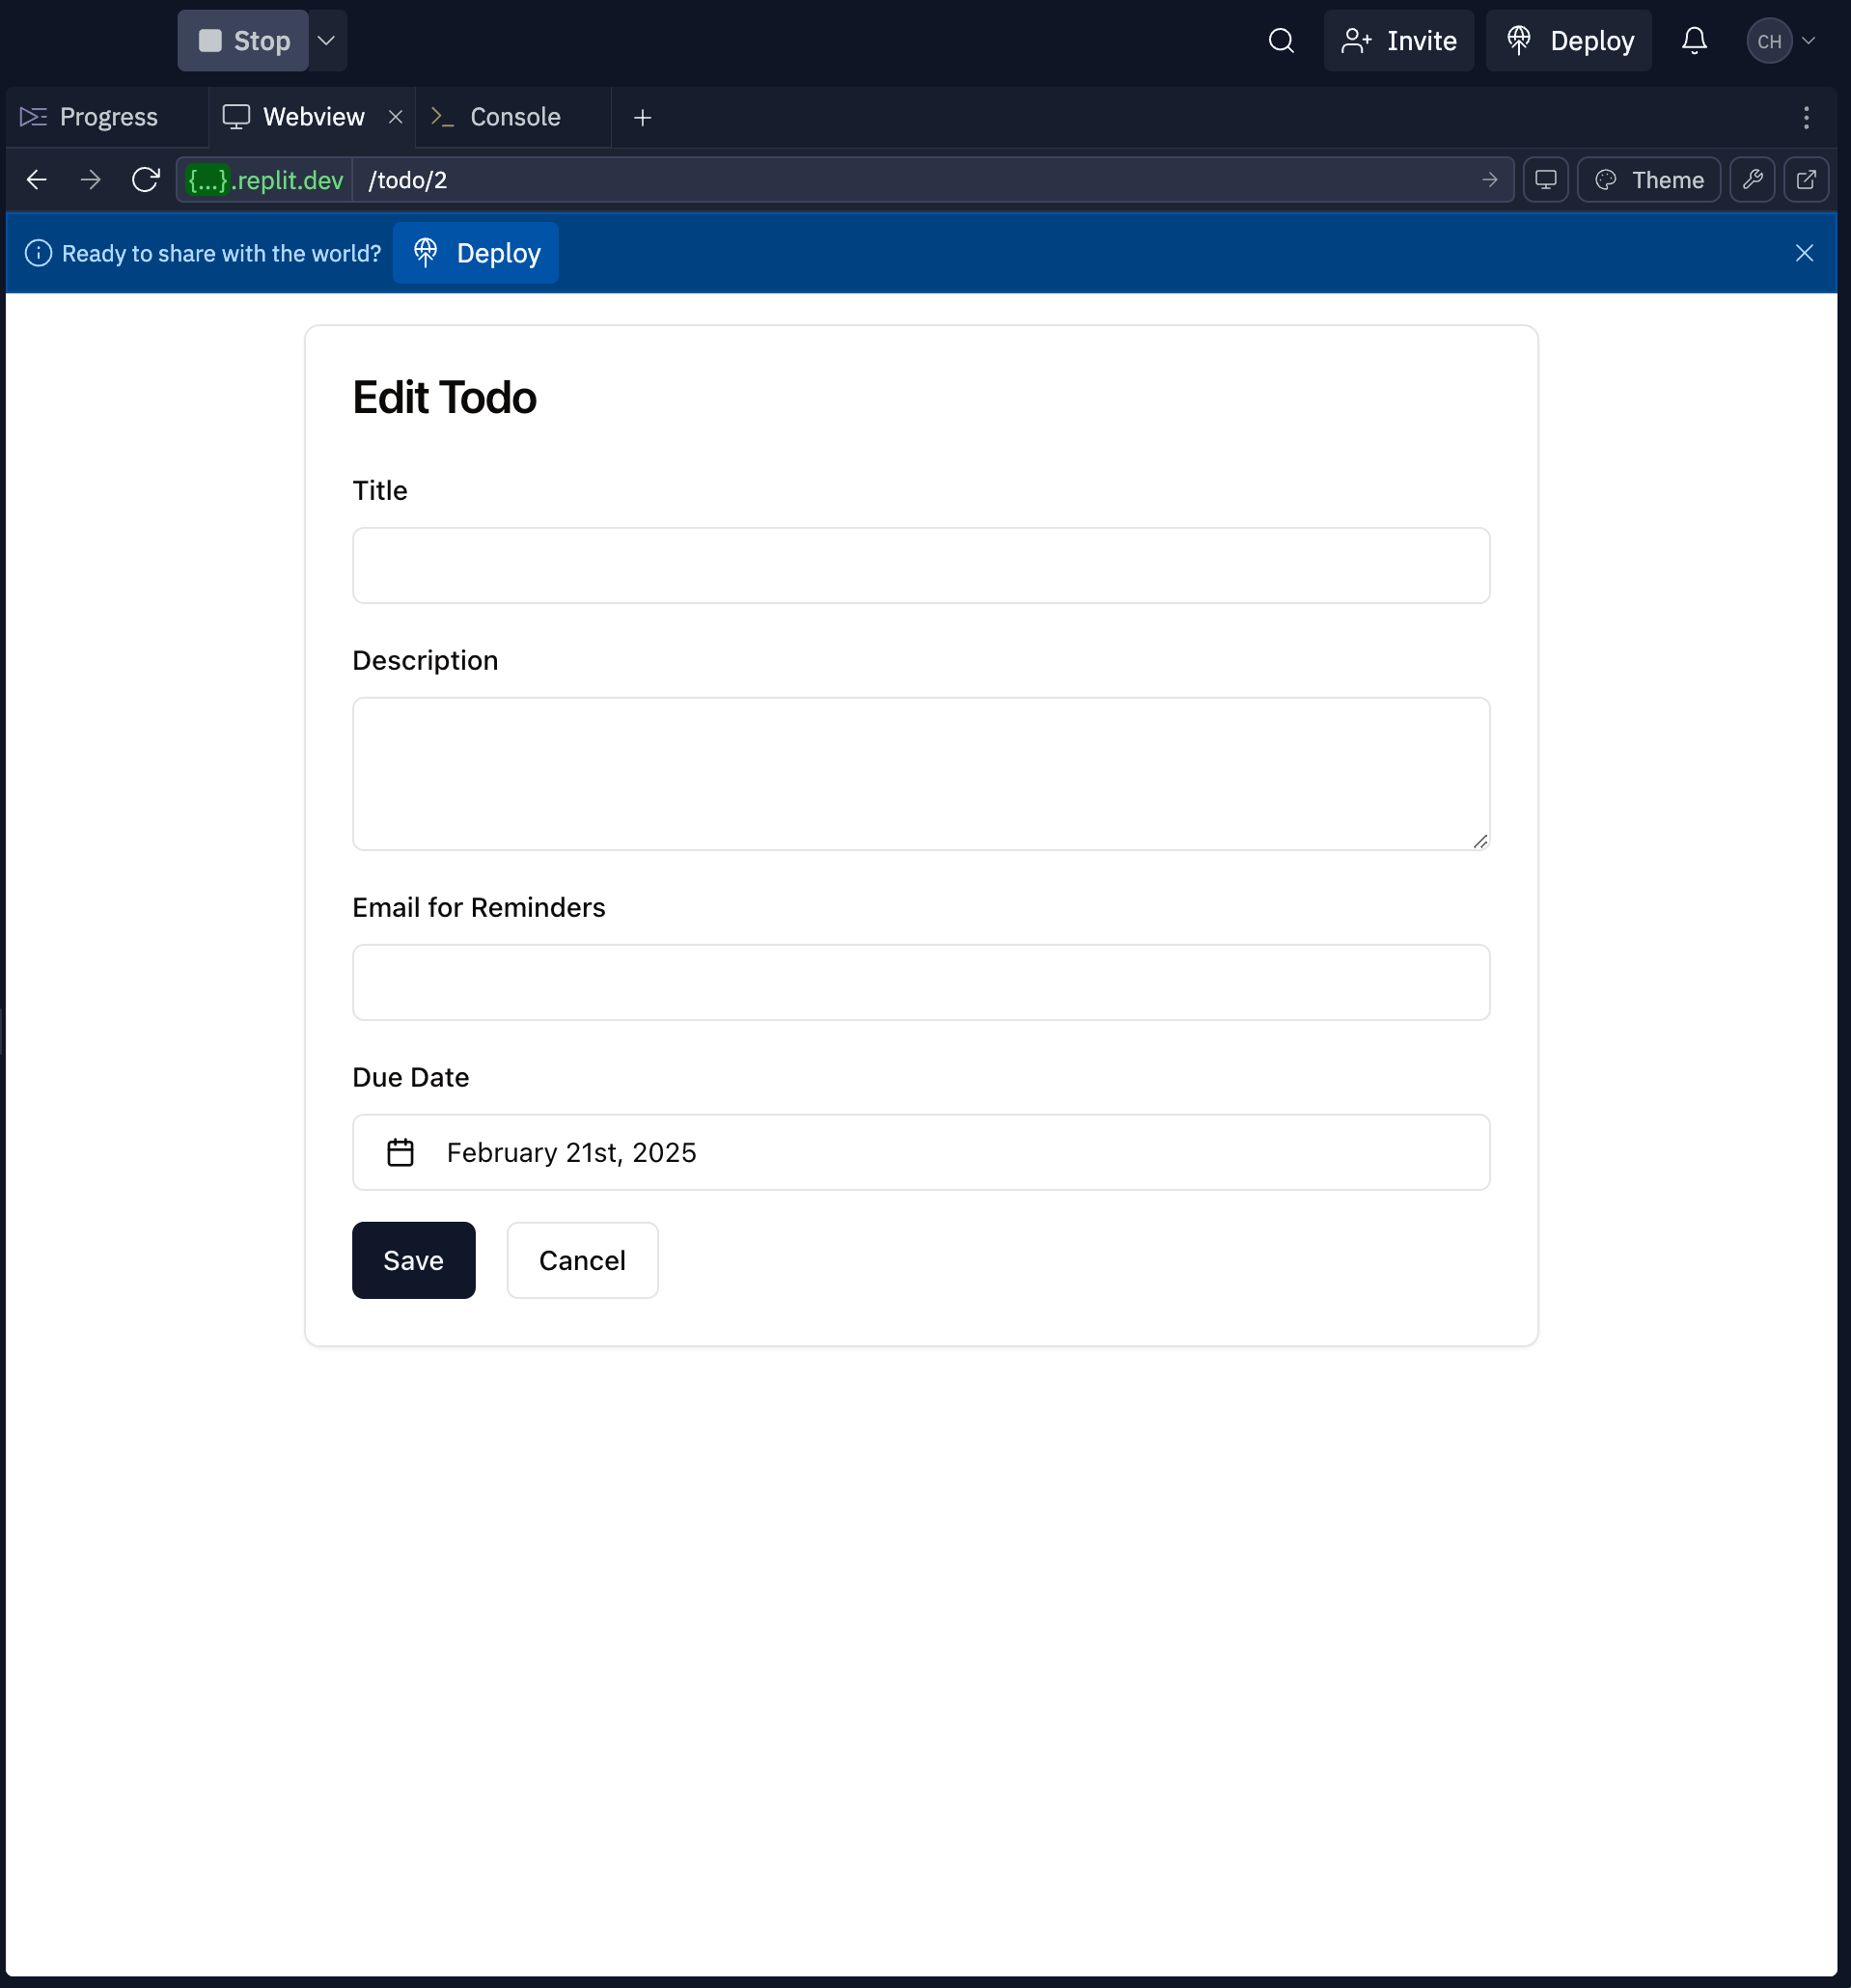 Stop
Invite
Deploy
CH
Progress
Webview
Console
{...}.replit.dev /todo/2
Theme
Ready to share with the world?
Deploy
Edit Todo
Title
Description
Email for Reminders
Due Date
February 21st, 2025
Save
Cancel